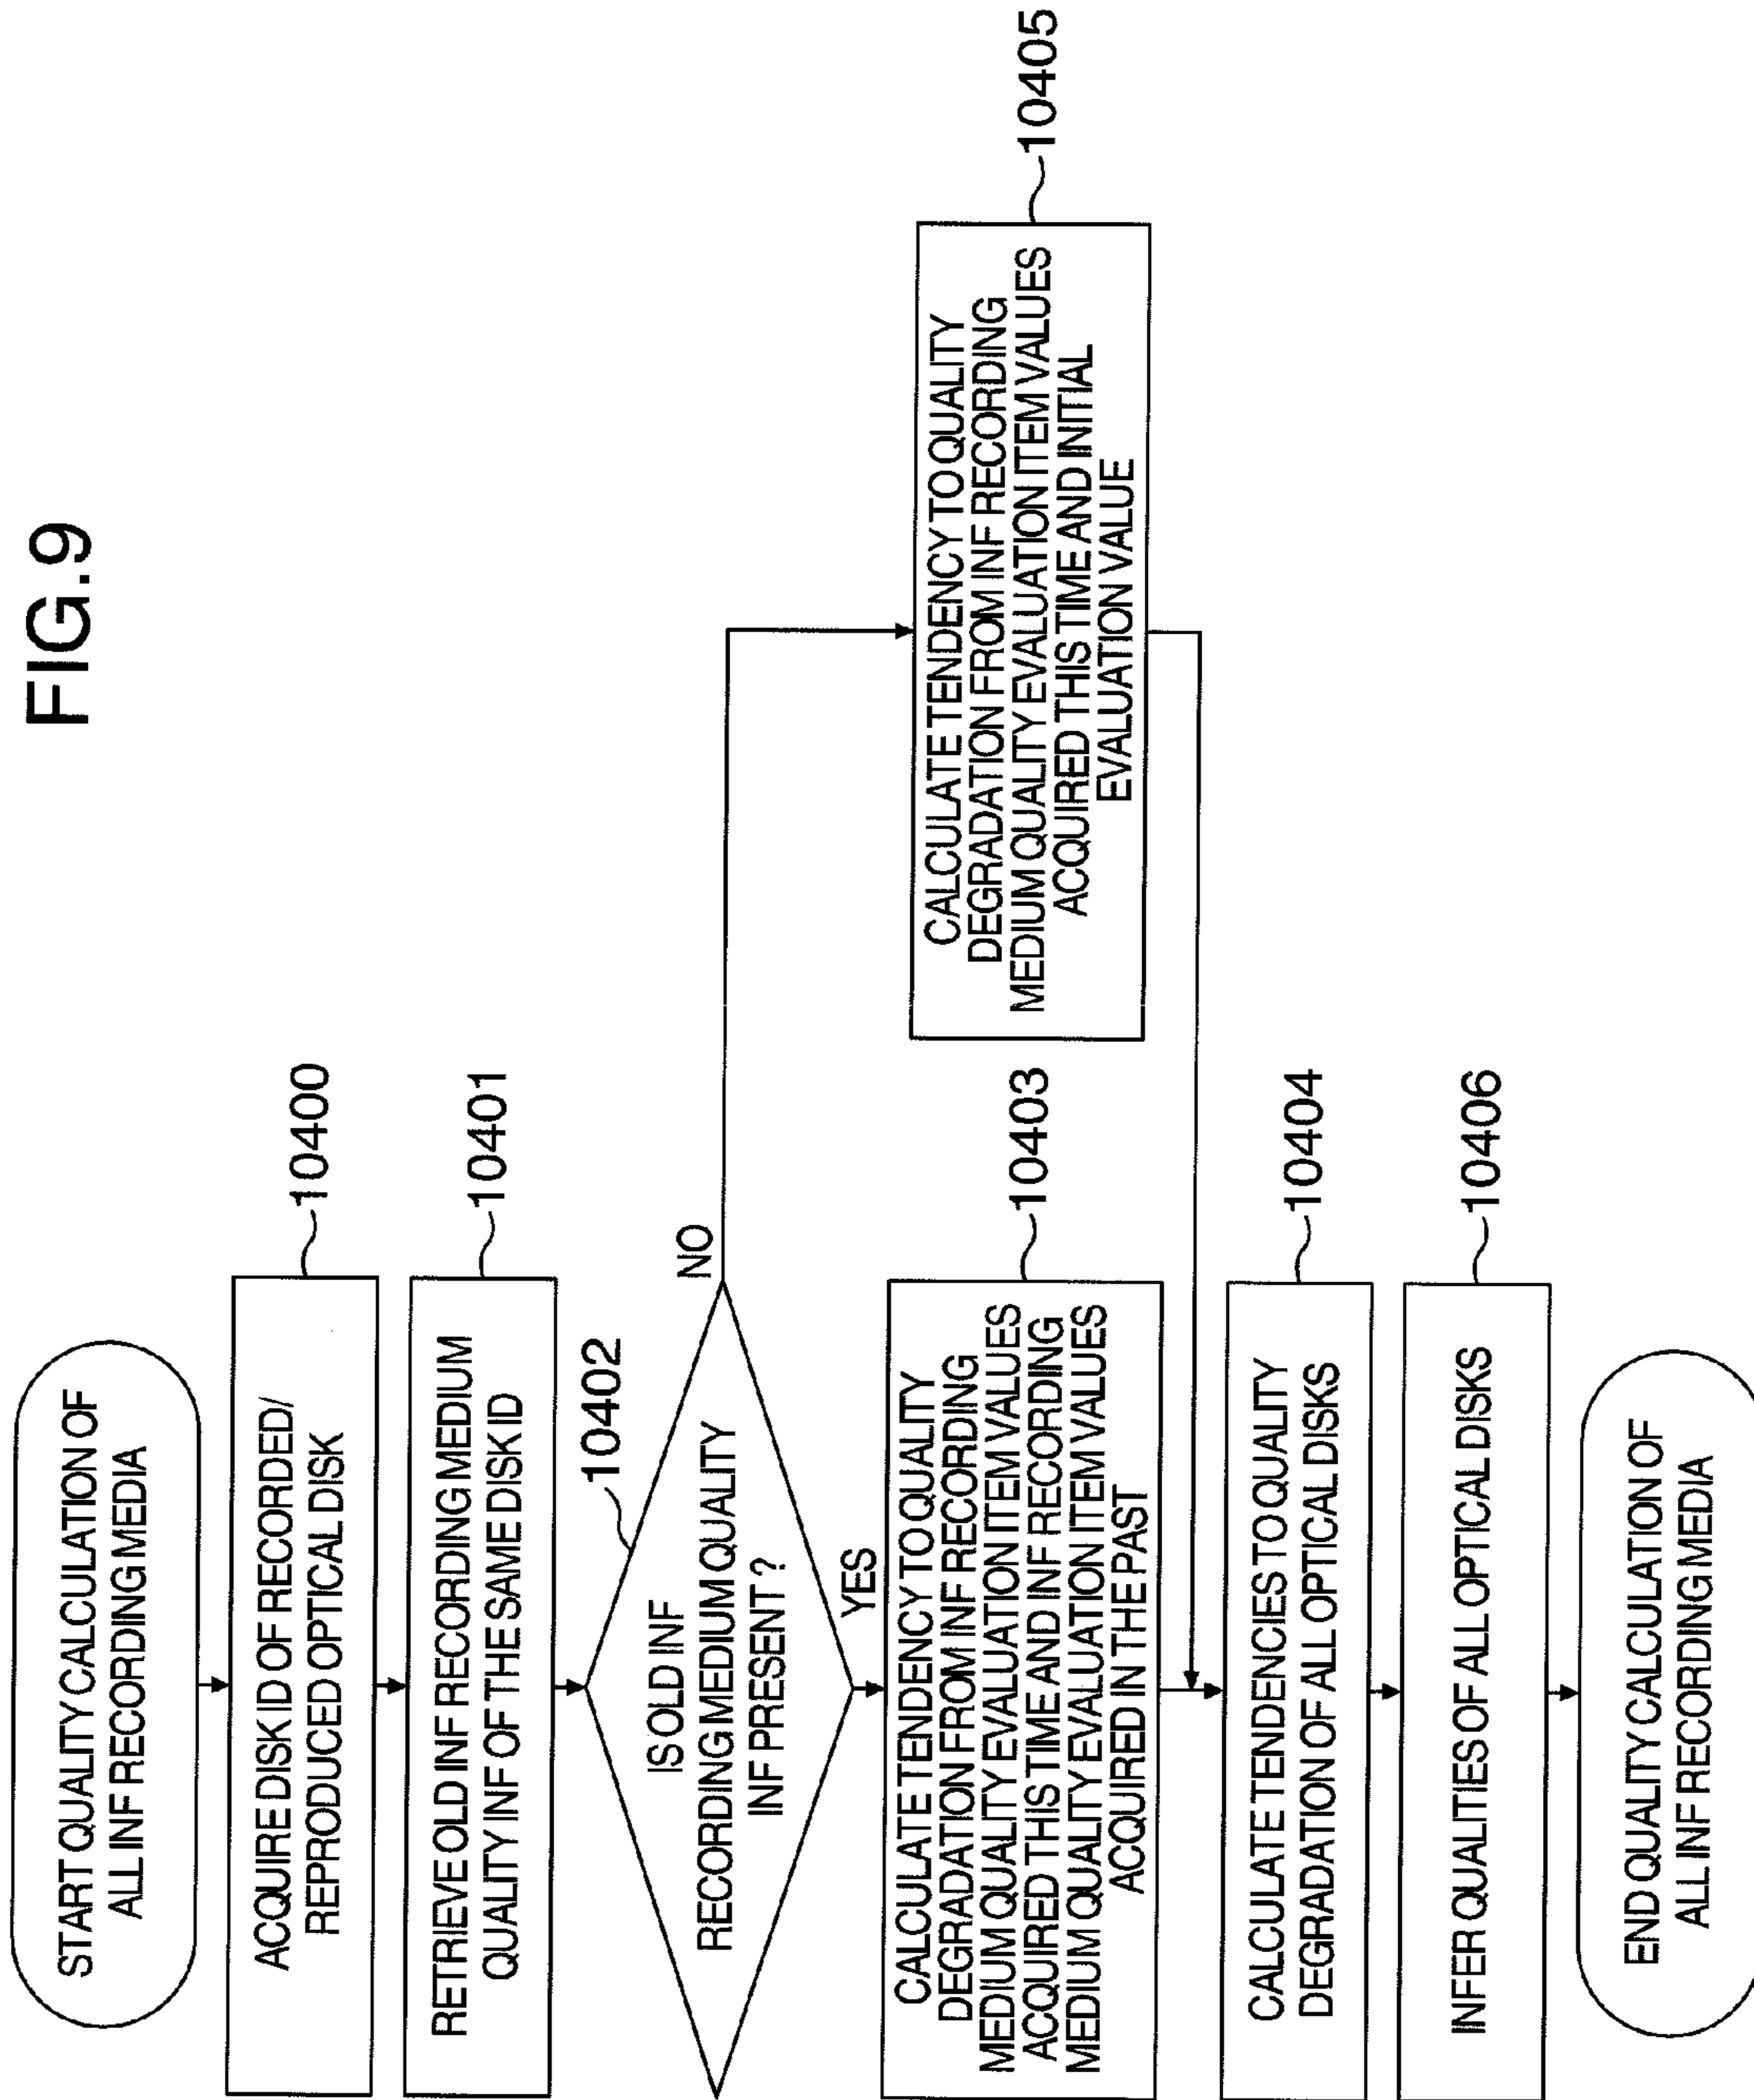 FIG.9
START QUALITY CALCULATION OF
ALL INF RECORDING MEDIA
ACQUIRE DISK ID OF RECORDED/
REPRODUCED OPTICAL DISK
10400
RETRIEVE OLD INF RECORDING MEDIUM
QUALITY INF OF THE SAME DISK ID
10401
10402
IS OLD INF
RECORDING MEDIUM QUALITY
INF PRESENT ?
NO
YES
CALCULATE TENDENCY TO QUALITY
DEGRADATION FROM INF RECORDING
MEDIUM QUALITY EVALUATION ITEM VALUES
ACQUIRED THIS TIME AND INF RECORDING
MEDIUM QUALITY EVALUATION ITEM VALUES
ACQUIRED IN THE PAST
10403
CALCULATE TENDENCY TO QUALITY
DEGRADATION FROM INF RECORDING
MEDIUM QUALITY EVALUATION ITEM VALUES
ACQUIRED THIS TIME AND INITIAL
EVALUATION VALUE
10405
CALCULATE TENDENCIES TO QUALITY
DEGRADATION OF ALL OPTICAL DISKS
10404
INFER QUALITIES OF ALL OPTICAL DISKS
10406
END QUALITY CALCULATION OF
ALL INF RECORDING MEDIA